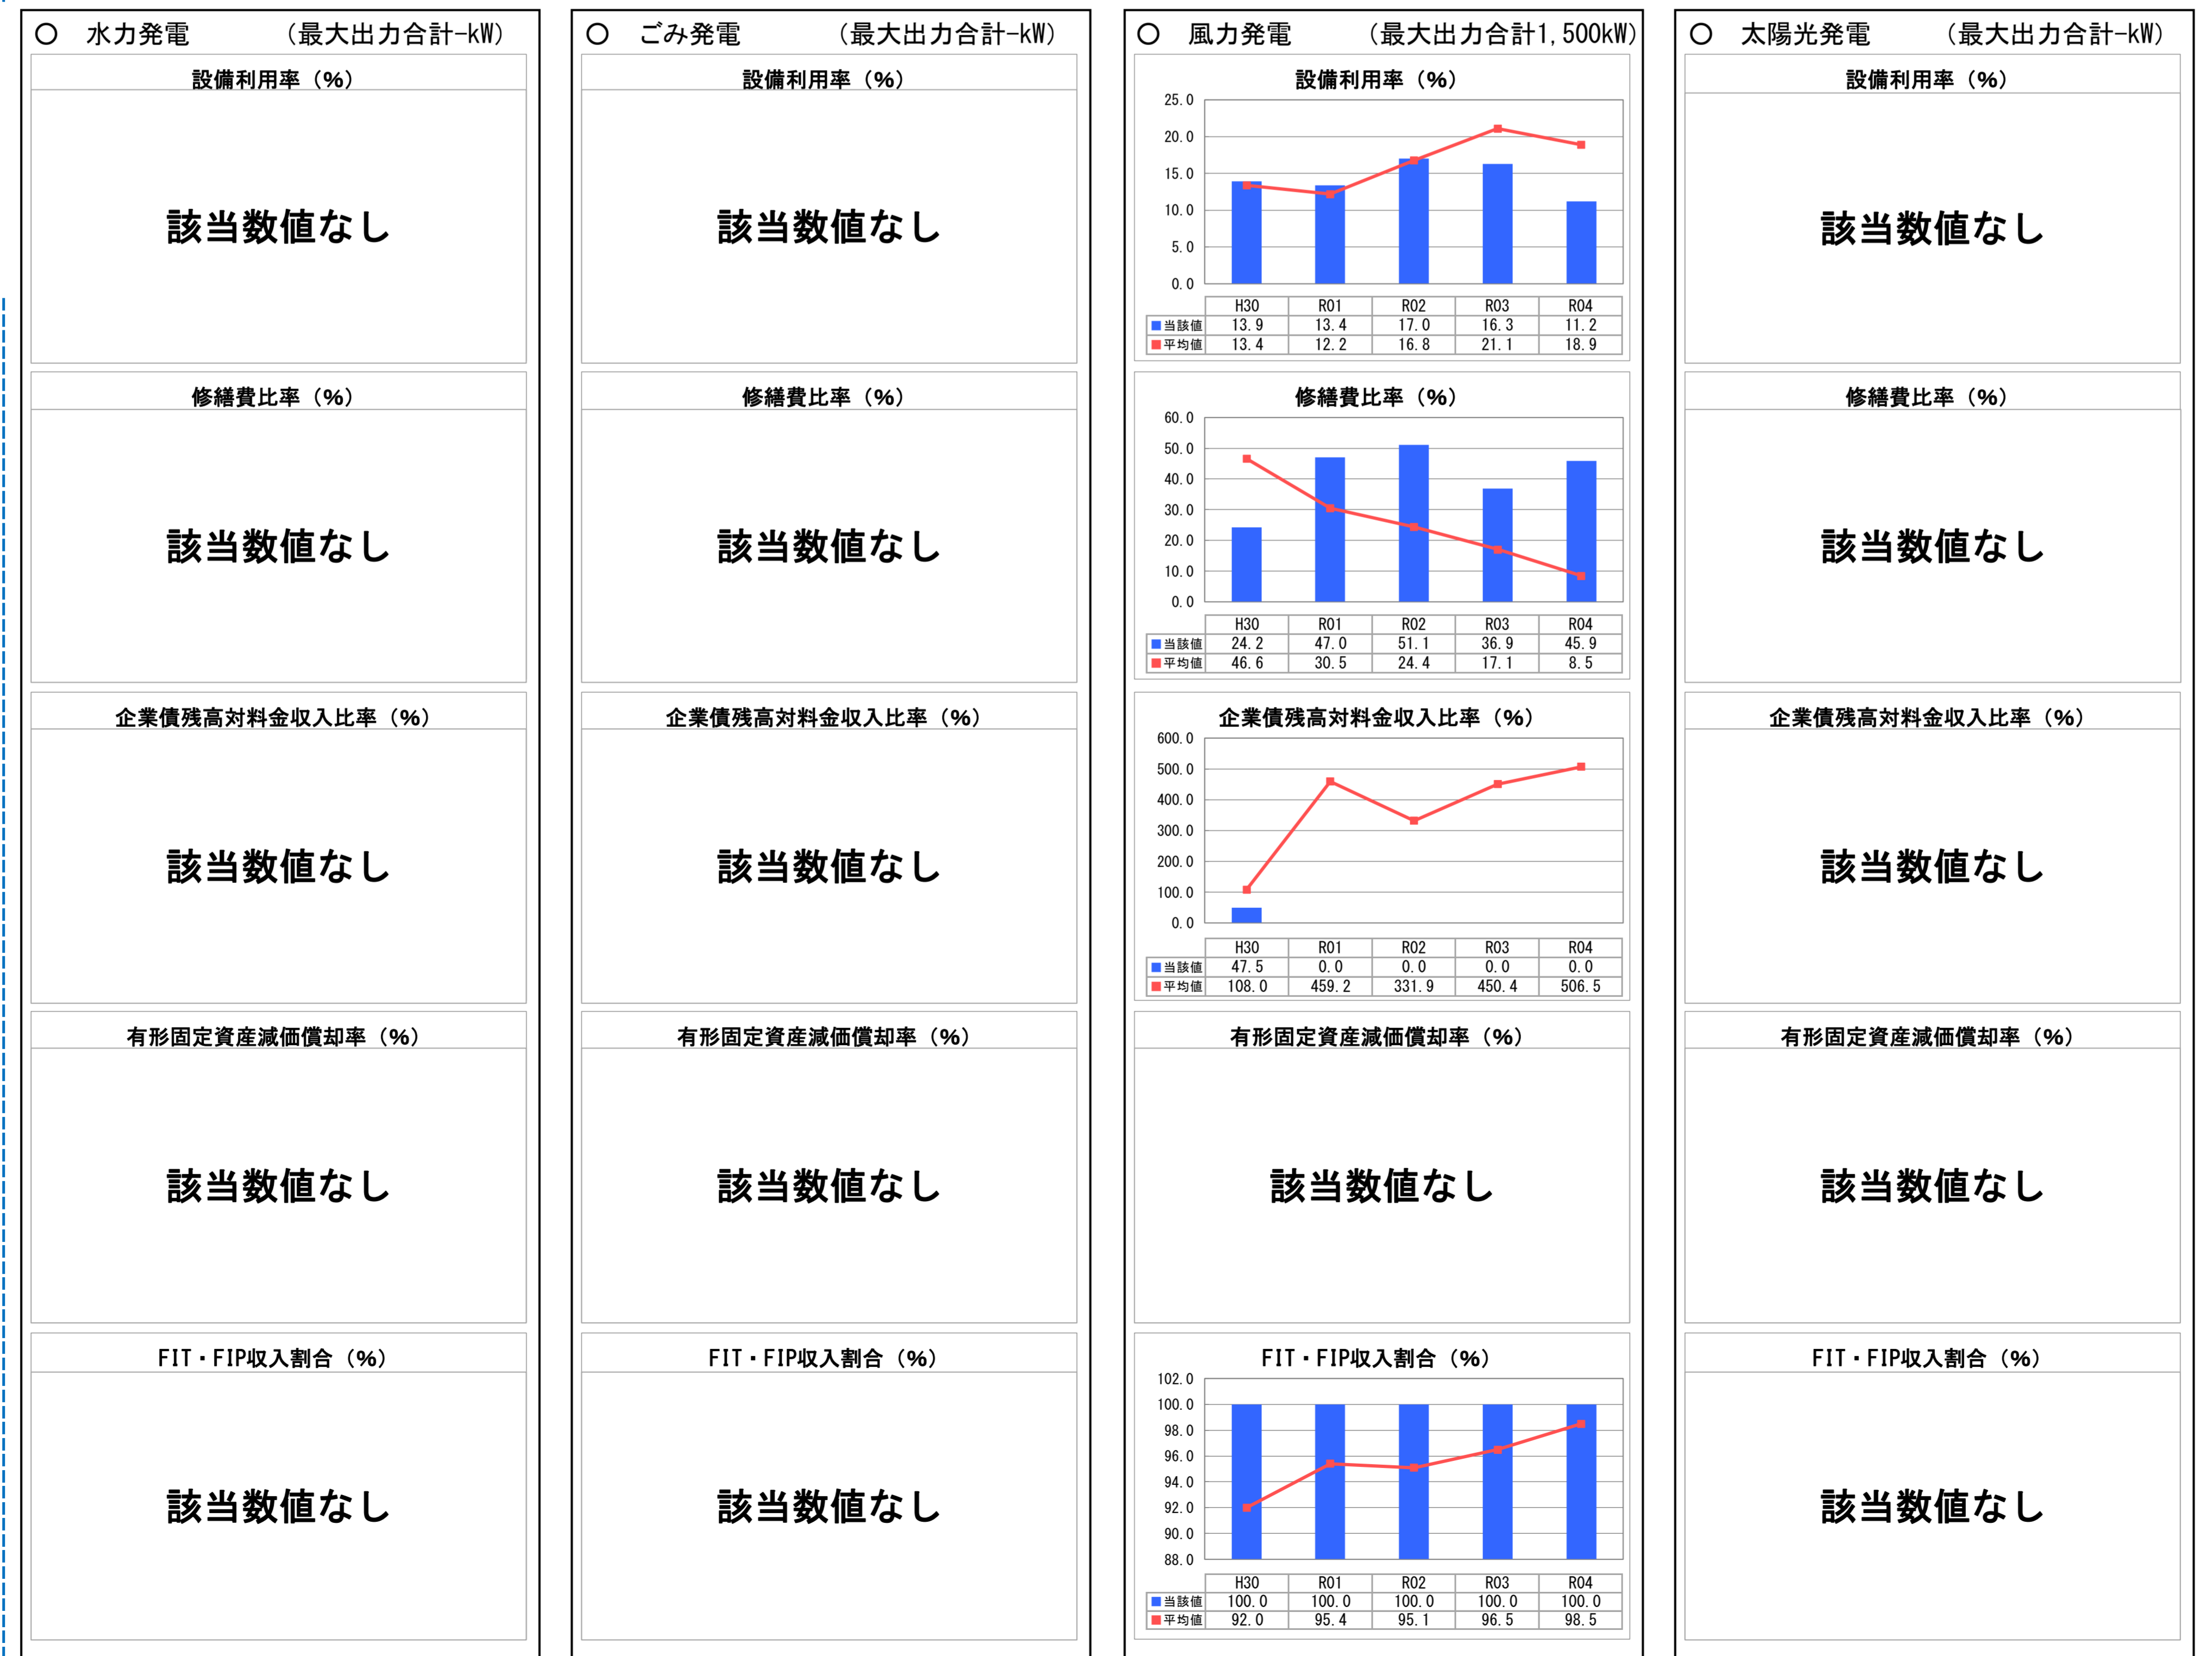 ○ 水力発電 （最大出力合計-kW）
設備利用率（%）
該当数値なし
修繕費比率（%）
該当数値なし
企業債残高対料金収入比率（%）
該当数値なし
有形固定資産減価償却率（%）
該当数値なし
FIT・FIP収入割合（%）
該当数値なし
○ ごみ発電 （最大出力合計-kW）
設備利用率（%）
該当数値なし
修繕費比率（%）
該当数値なし
企業債残高対料金収入比率（%）
該当数値なし
有形固定資産減価償却率（%）
該当数値なし
FIT・FIP収入割合（%）
該当数値なし
○ 風力発電 （最大出力合計1,500kW）
設備利用率（%）
25.0
20.0
15.0
10.0
5.0
0.0
H30 R01 R02 R03 R04
当該値 13.9 13.4 17.0 16.3 11.2
平均値 13.4 12.2 16.8 21.1 18.9
修繕費比率（%）
60.0
50.0
40.0
30.0
20.0
10.0
0.0
H30 R01 R02 R03 R04
当該値 24.2 47.0 51.1 36.9 45.9
平均値 46.6 30.5 24.4 17.1 8.5
企業債残高対料金収入比率（%）
600.0
500.0
400.0
300.0
200.0
100.0
0.0
H30 R01 R02 R03 R04
当該値 47.5 0.0 0.0 0.0 0.0
平均値 108.0 459.2 331.9 450.4 506.5
有形固定資産減価償却率（%）
該当数値なし
FIT・FIP収入割合（%）
102.0
100.0
98.0
96.0
94.0
92.0
90.0
88.0
H30 R01 R02 R03 R04
当該値 100.0 100.0 100.0 100.0 100.0
平均値 92.0 95.4 95.1 96.5 98.5
○ 太陽光発電 （最大出力合計-kW）
設備利用率（%）
該当数値なし
修繕費比率（%）
該当数値なし
企業債残高対料金収入比率（%）
該当数値なし
有形固定資産減価償却率（%）
該当数値なし
FIT・FIP収入割合（%）
該当数値なし